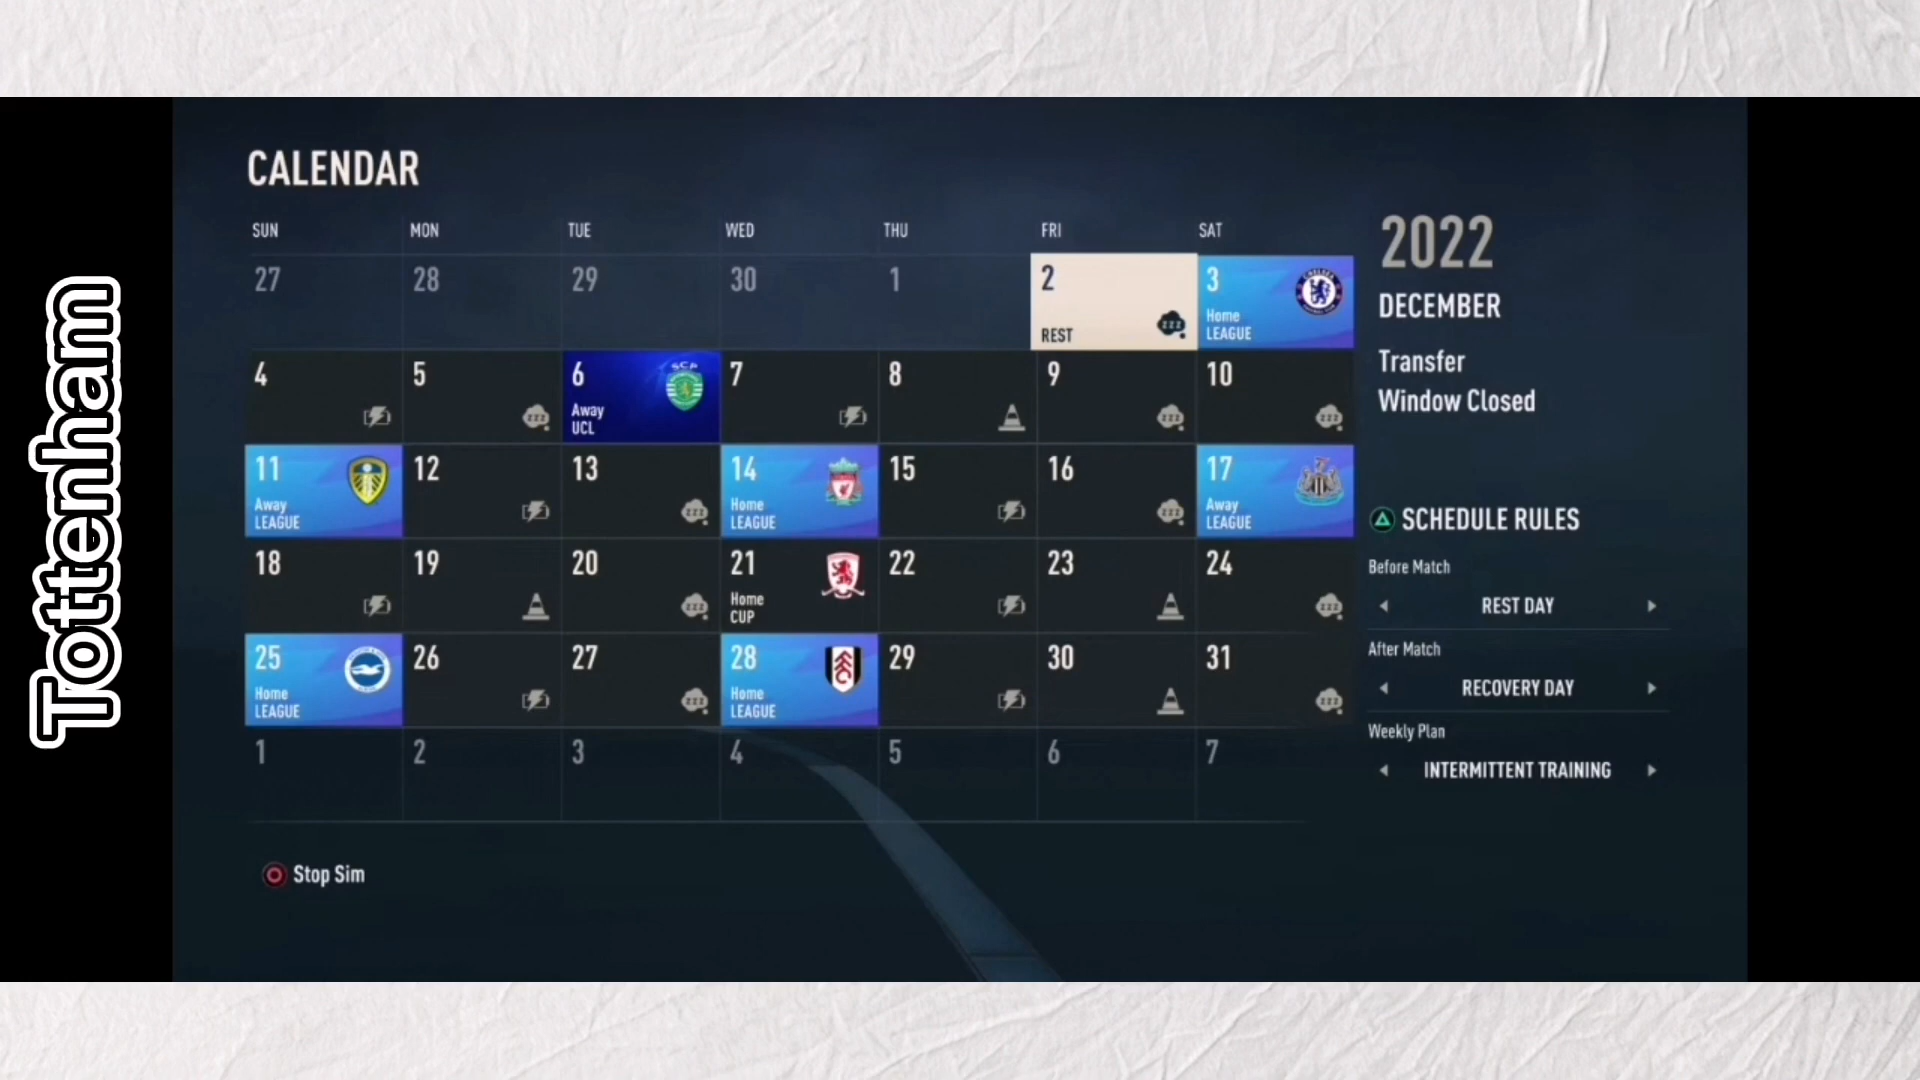 Tottenham
CALENDAR
SUN MON TUE WED THU FRI SAT
27 28 29 30 1 2 3
REST
Home
LEAGUE
4 5 6 7 8 9 10
S.C.P
Away
UCL
11 12 13 14 15 16 17
Away
LEAGUE
Home
LEAGUE
Away
LEAGUE
18 19 20 21 22 23 24
Home
CUP
25 26 27 28 29 30 31
Home
LEAGUE
Home
LEAGUE
1 2 3 4 5 6 7
2022
DECEMBER
Transfer
Window Closed
SCHEDULE RULES
Before Match
REST DAY
After Match
RECOVERY DAY
Weekly Plan
INTERMITTENT TRAINING
Stop Sim